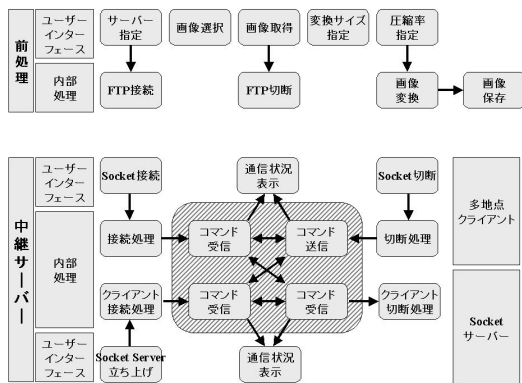 前処理
ユーザー
インター
フェース
サーバー
指定
画像選択
画像取得
変換サイズ
指定
圧縮率
指定
内部
処理
FTP接続
FTP切断
画像
変換
画像
保存
中継サーバー
ユーザー
インター
フェース
Socket接続
通信状況
表示
Socket切断
多地点
クライアント
内部
処理
接続処理
コマンド
受信
コマンド
送信
切断処理
クライアント
接続処理
コマンド
受信
コマンド
受信
クライアント
切断処理
Socket
サーバー
ユーザー
インター
フェース
Socket Server
立ち上げ
通信状況
表示